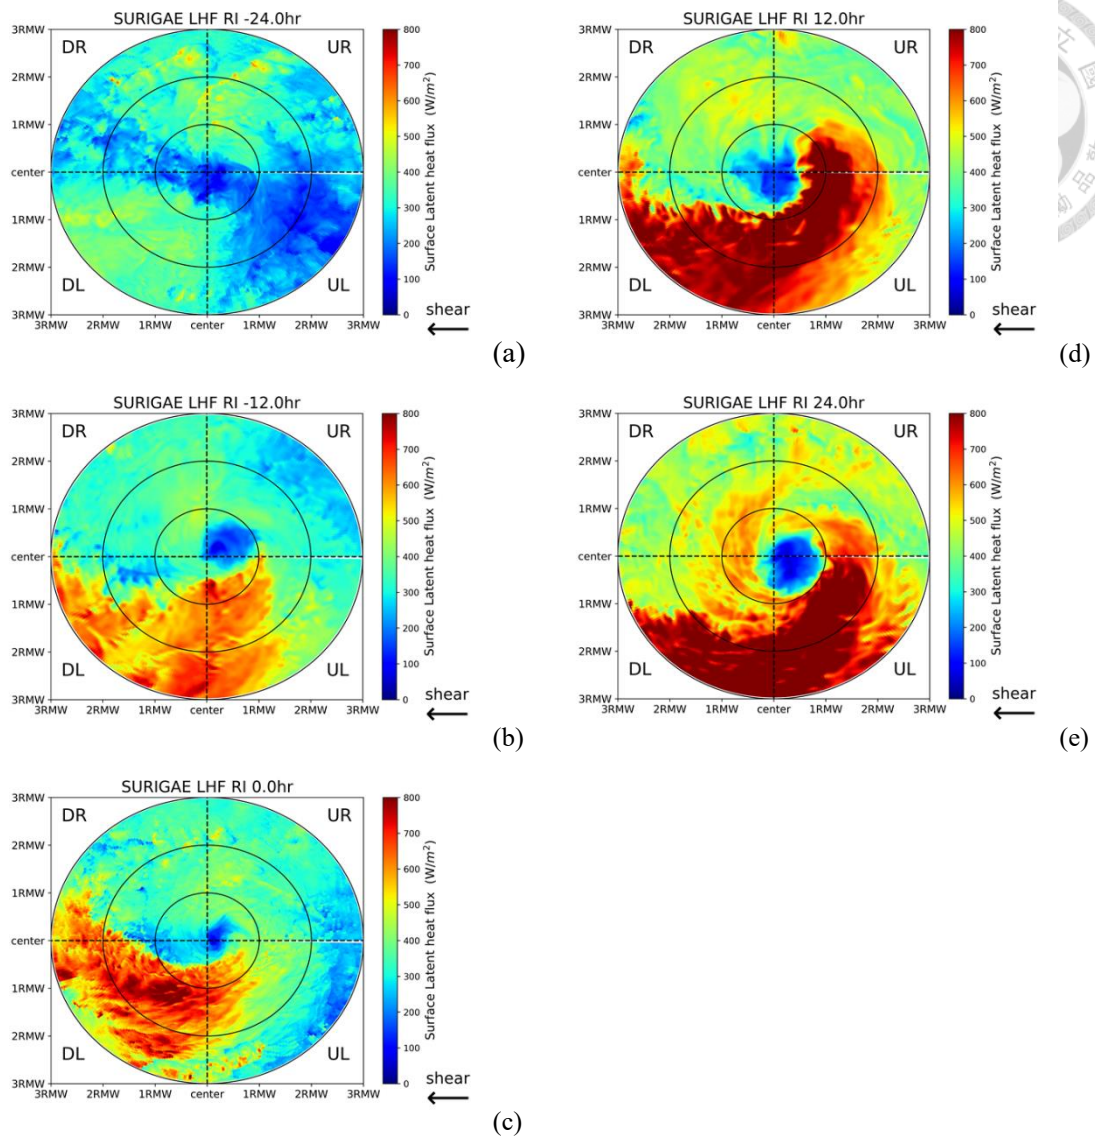 SURIGAE LHF RI -24.0hr
DR
UR
DL
UL
3RMW
2RMW
1RMW
center
1RMW
2RMW
3RMW
3RMW 2RMW 1RMW center 1RMW 2RMW 3RMW
800
700
600
500
400
300
200
100
0
Surface Latent heat flux (W/m²)
shear
(a)
SURIGAE LHF RI 12.0hr
DR
UR
DL
UL
3RMW
2RMW
1RMW
center
1RMW
2RMW
3RMW
3RMW 2RMW 1RMW center 1RMW 2RMW 3RMW
800
700
600
500
400
300
200
100
0
Surface Latent heat flux (W/m²)
shear
(d)
SURIGAE LHF RI -12.0hr
DR
UR
DL
UL
3RMW
2RMW
1RMW
center
1RMW
2RMW
3RMW
3RMW 2RMW 1RMW center 1RMW 2RMW 3RMW
800
700
600
500
400
300
200
100
0
Surface Latent heat flux (W/m²)
shear
(b)
SURIGAE LHF RI 24.0hr
DR
UR
DL
UL
3RMW
2RMW
1RMW
center
1RMW
2RMW
3RMW
3RMW 2RMW 1RMW center 1RMW 2RMW 3RMW
800
700
600
500
400
300
200
100
0
Surface Latent heat flux (W/m²)
shear
(e)
SURIGAE LHF RI 0.0hr
DR
UR
DL
UL
3RMW
2RMW
1RMW
center
1RMW
2RMW
3RMW
3RMW 2RMW 1RMW center 1RMW 2RMW 3RMW
800
700
600
500
400
300
200
100
0
Surface Latent heat flux (W/m²)
shear
(c)